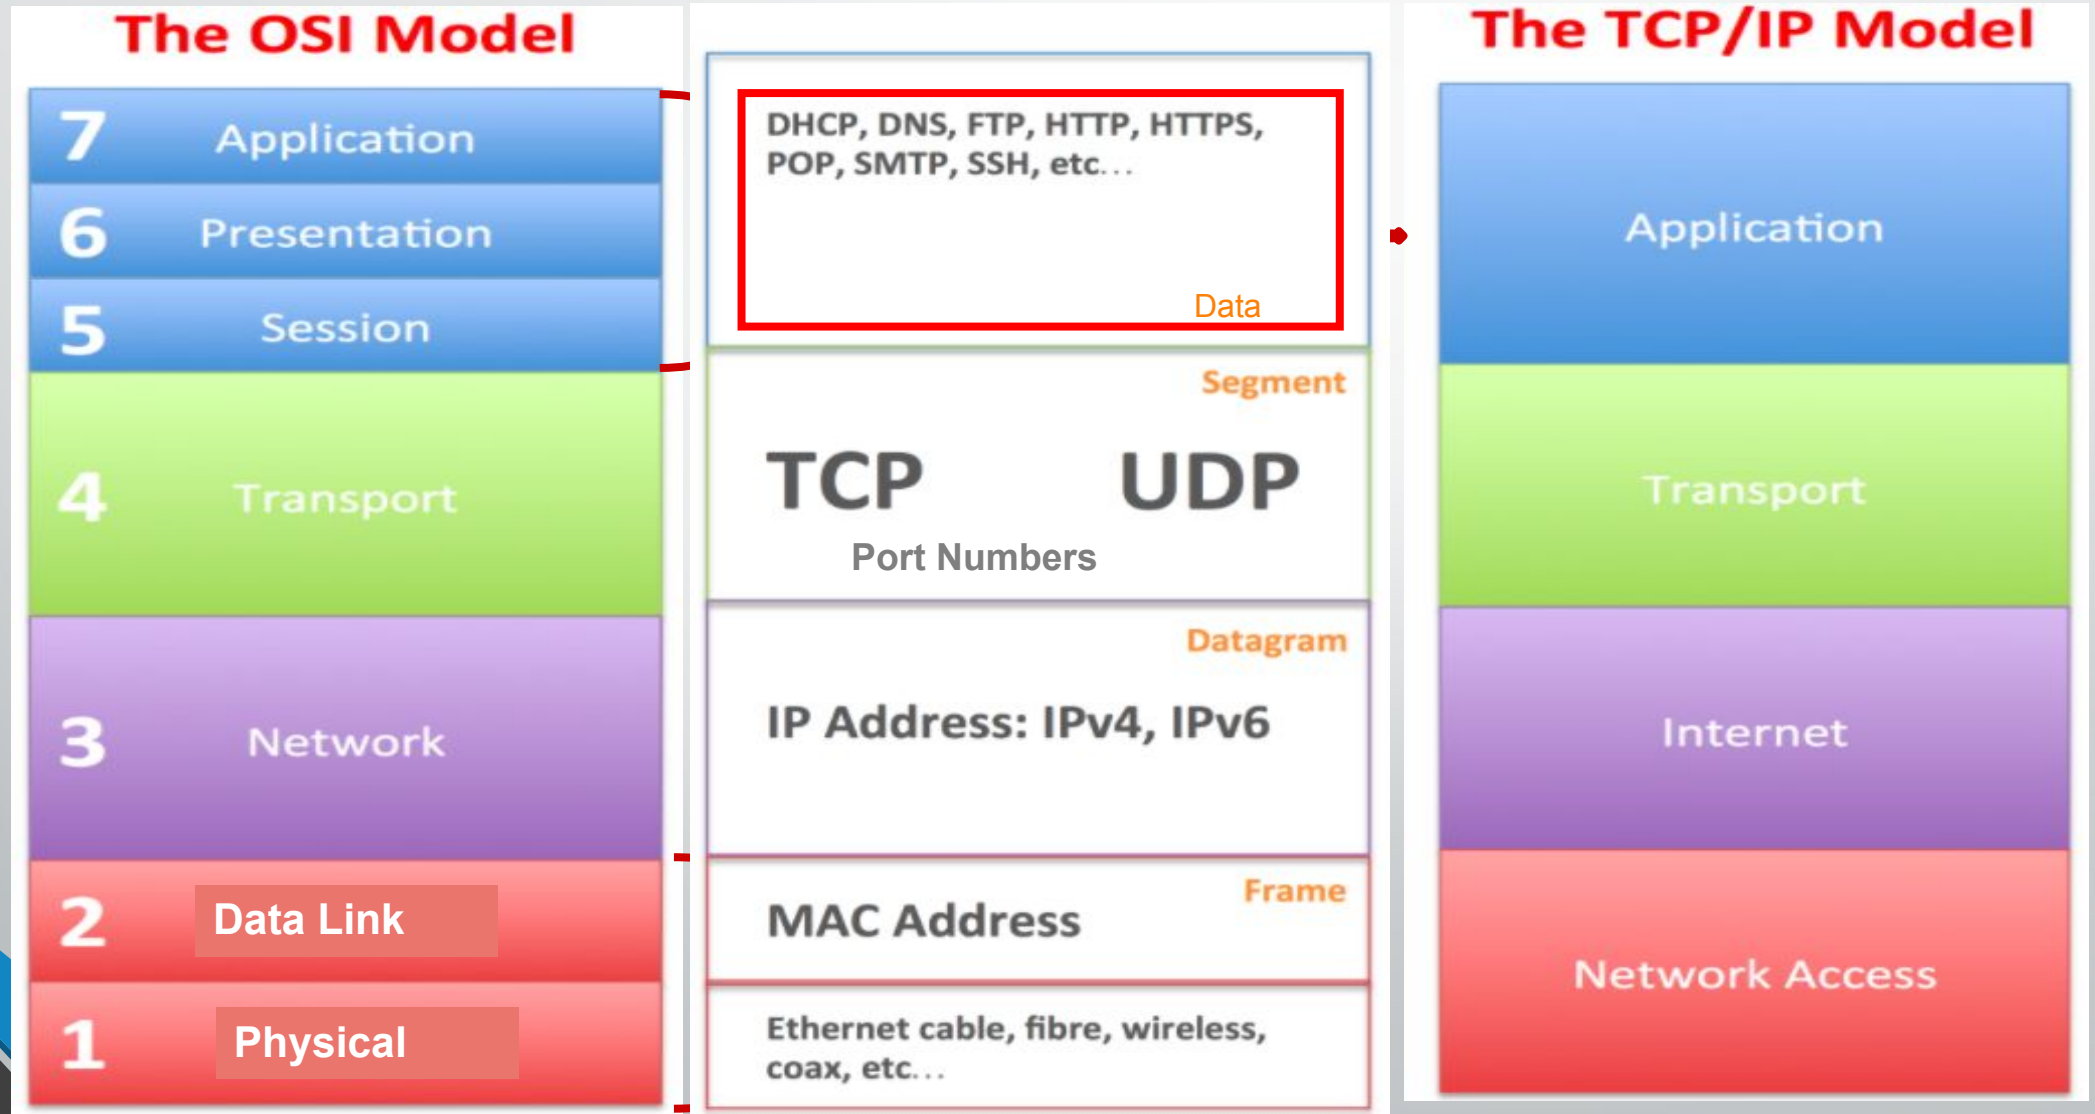 The OSI Model
7 Application
6 Presentation
5 Session
4 Transport
3 Network
2 Data Link
1 Physical
DHCP, DNS, FTP, HTTP, HTTPS,
POP, SMTP, SSH, etc...
Data
Segment
TCP UDP
Port Numbers
Datagram
IP Address: IPv4, IPv6
Frame
MAC Address
Ethernet cable, fibre, wireless,
coax, etc...
The TCP/IP Model
Application
Transport
Internet
Network Access